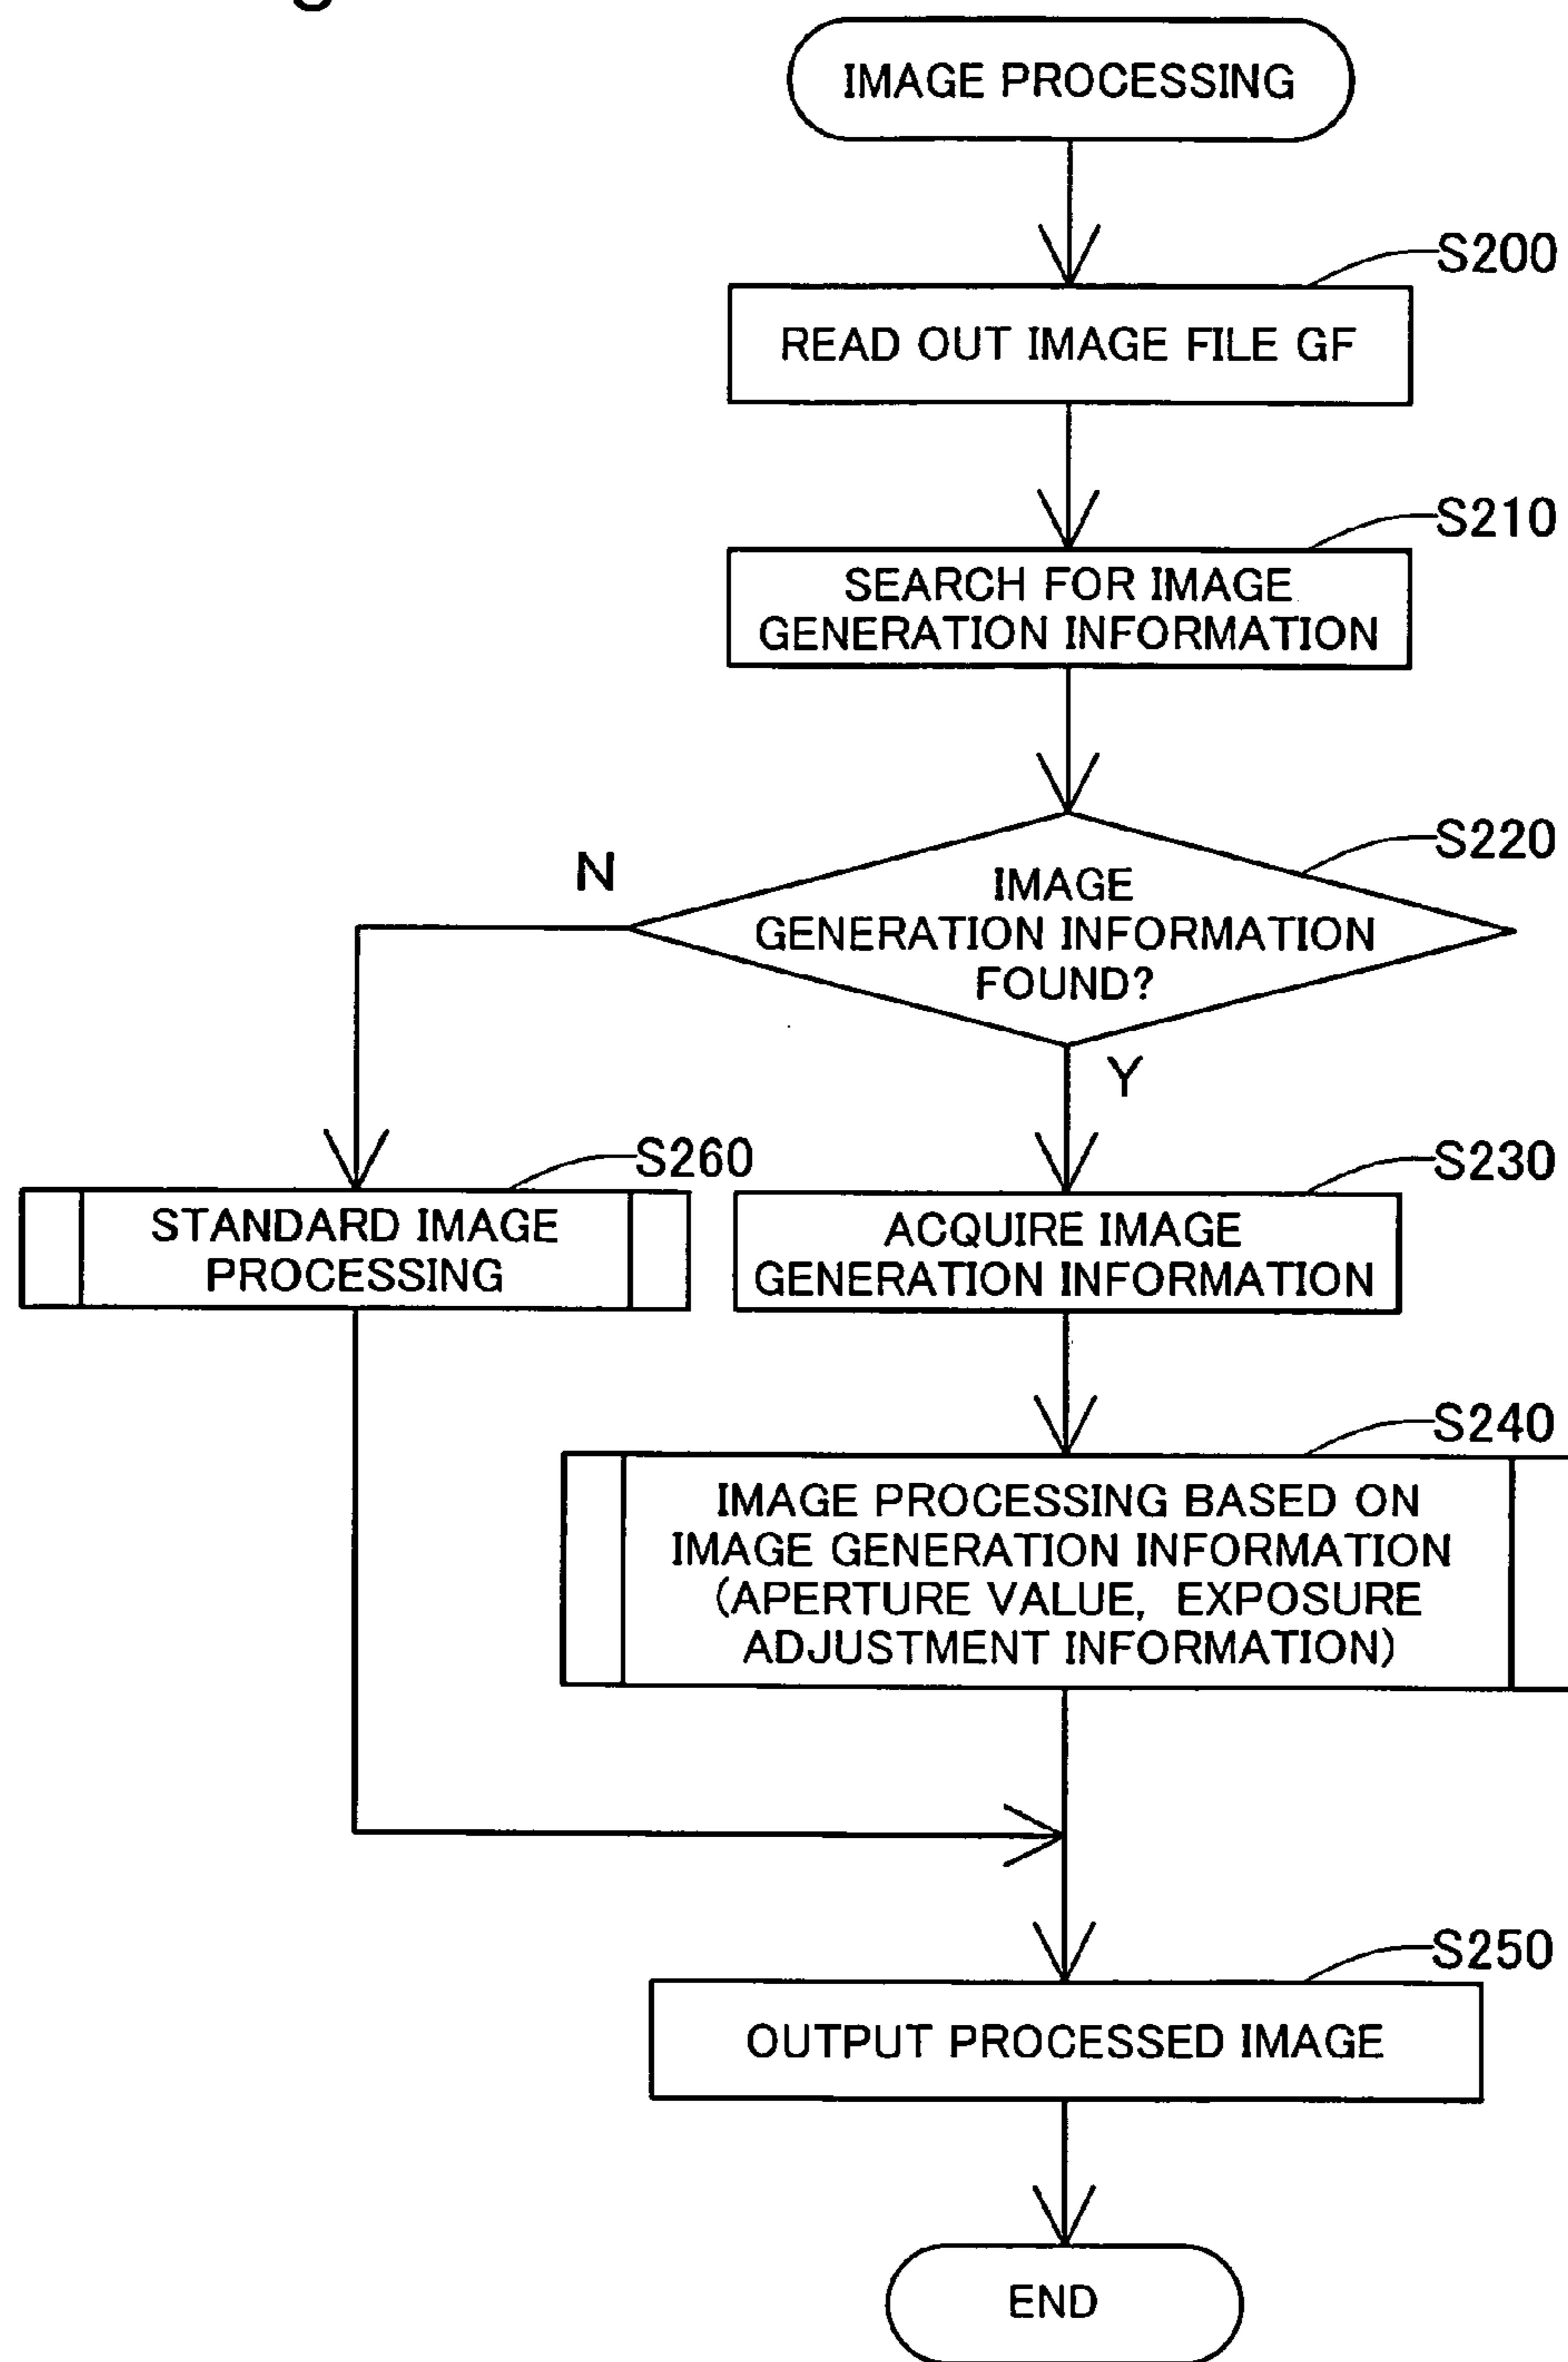 IMAGE PROCESSING
S200
READ OUT IMAGE FILE GF
S210
SEARCH FOR IMAGE
GENERATION INFORMATION
S220
N
IMAGE
GENERATION INFORMATION
FOUND?
Y
S260
STANDARD IMAGE
PROCESSING
S230
ACQUIRE IMAGE
GENERATION INFORMATION
S240
IMAGE PROCESSING BASED ON
IMAGE GENERATION INFORMATION
(APERTURE VALUE, EXPOSURE
ADJUSTMENT INFORMATION)
S250
OUTPUT PROCESSED IMAGE
END